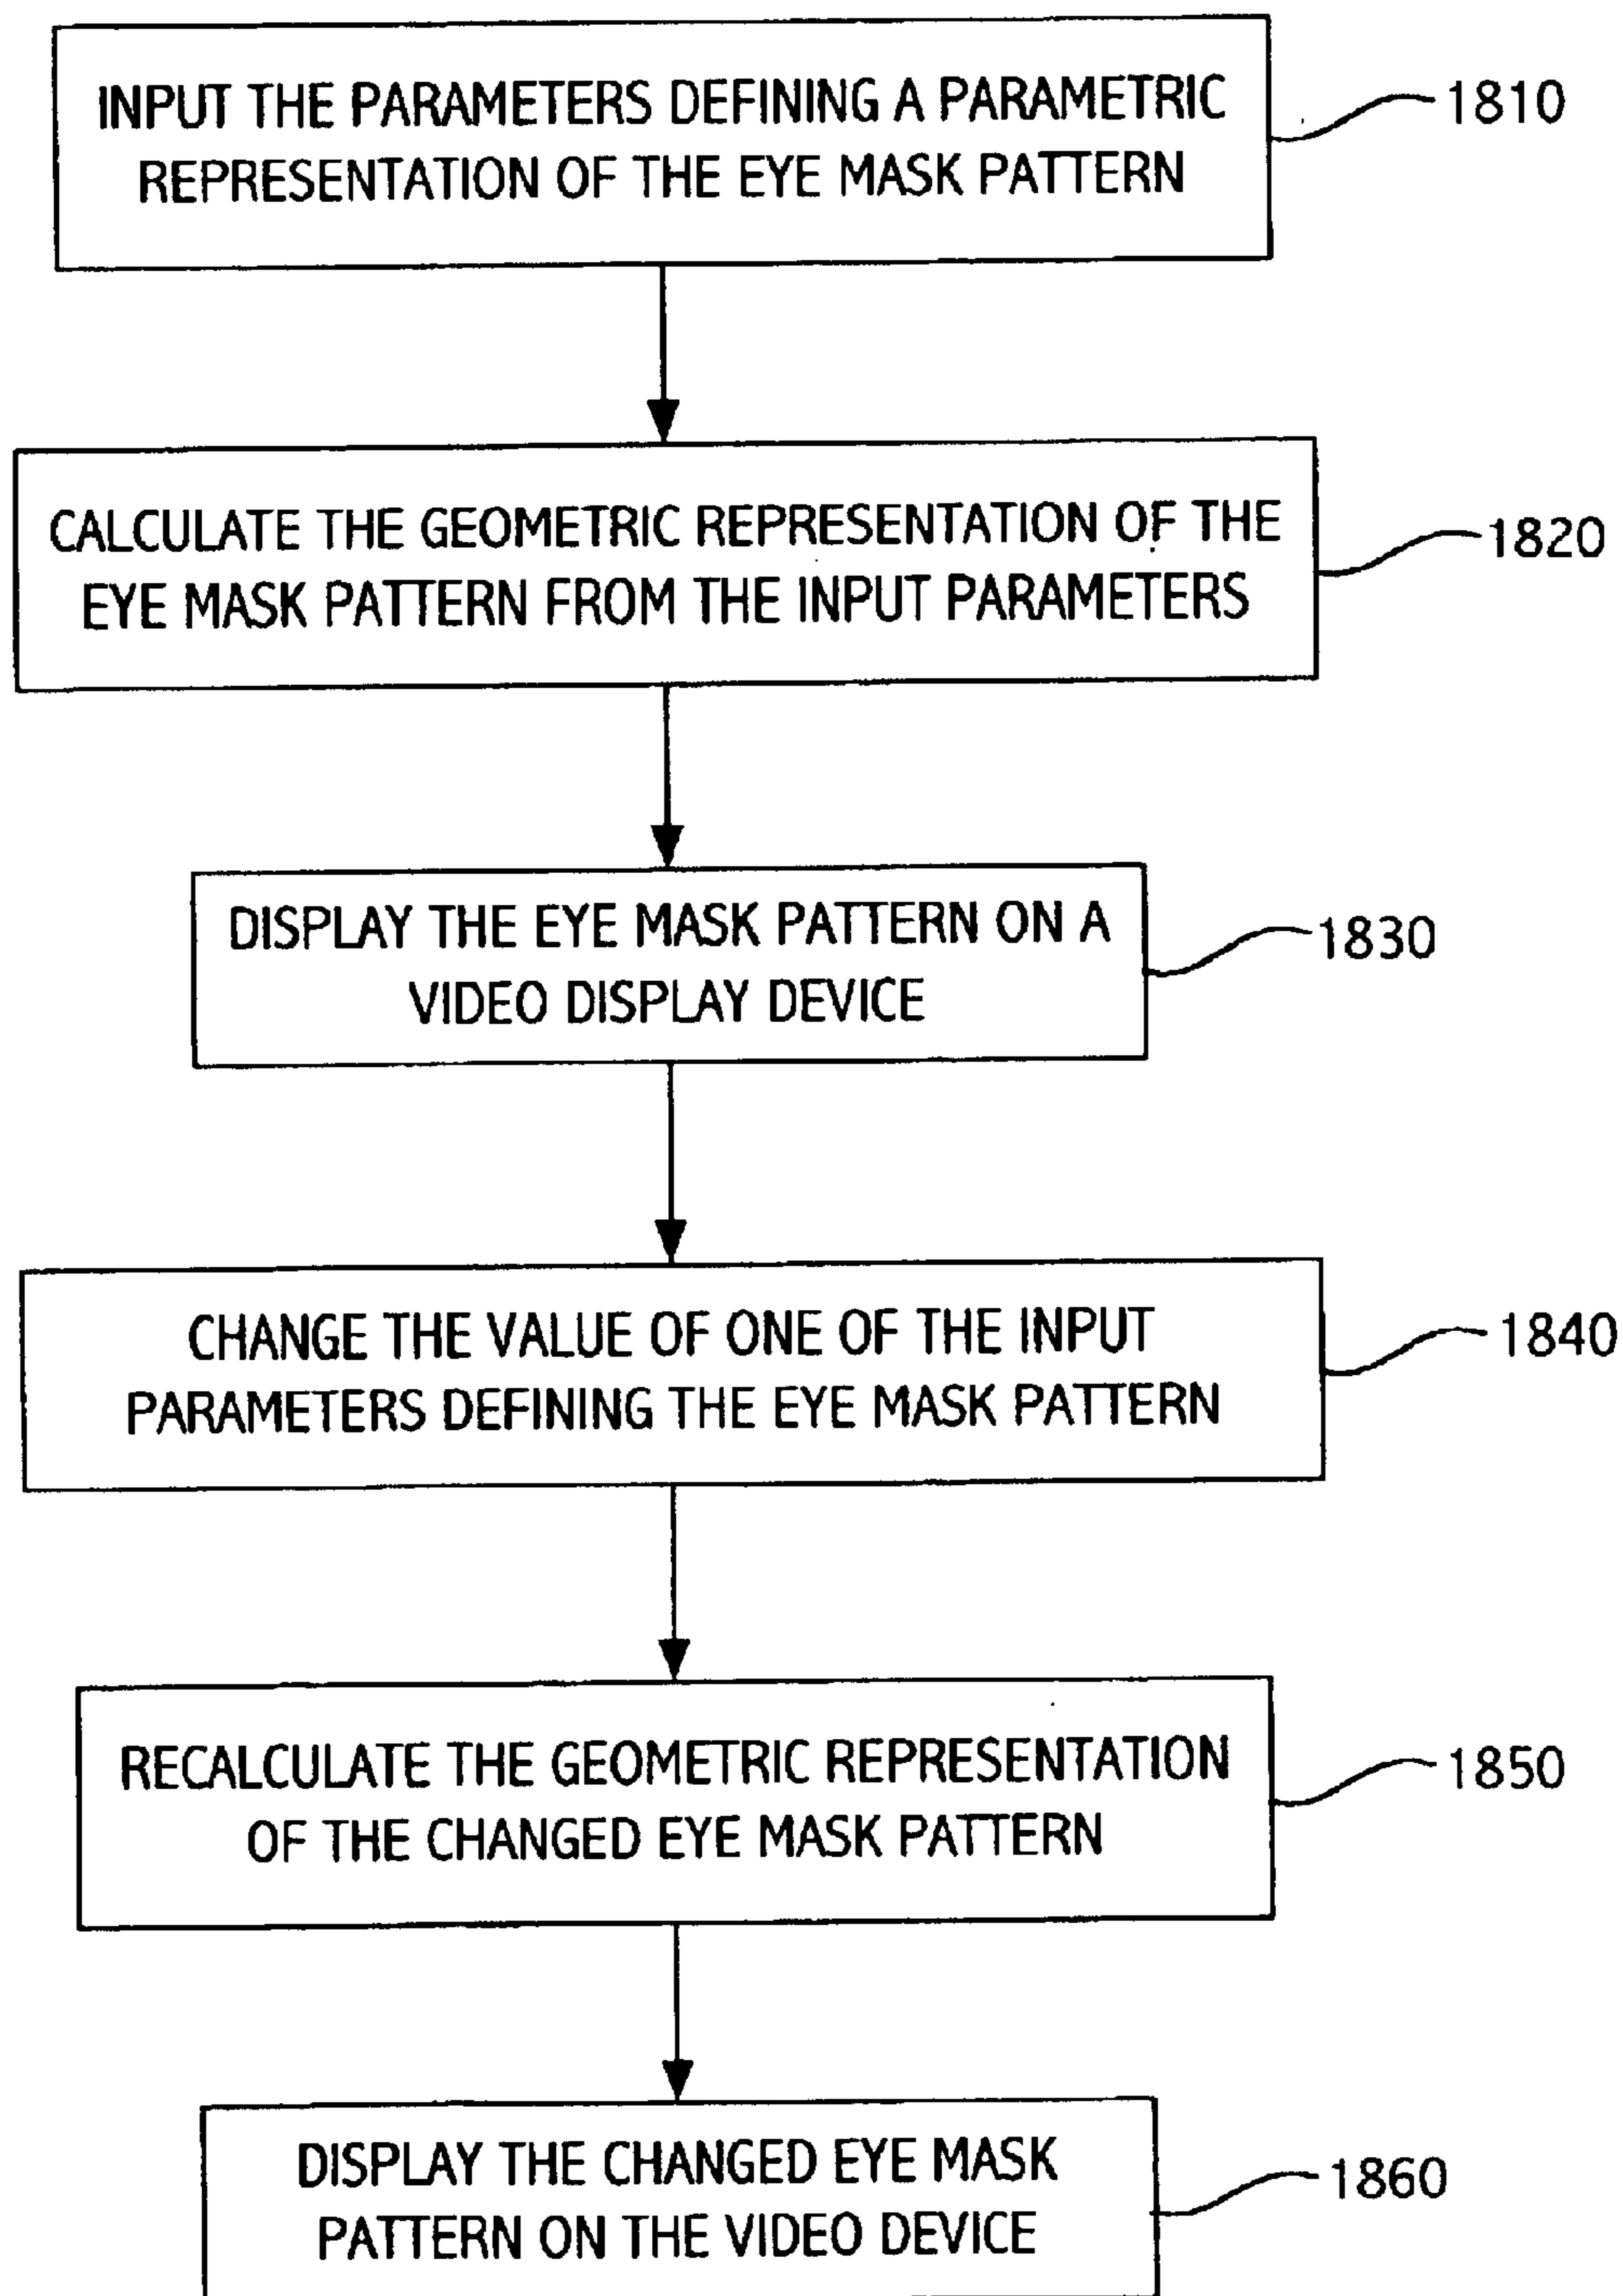 INPUT THE PARAMETERS DEFINING A PARAMETRIC
REPRESENTATION OF THE EYE MASK PATTERN
1810
CALCULATE THE GEOMETRIC REPRESENTATION OF THE
EYE MASK PATTERN FROM THE INPUT PARAMETERS
1820
DISPLAY THE EYE MASK PATTERN ON A
VIDEO DISPLAY DEVICE
1830
CHANGE THE VALUE OF ONE OF THE INPUT
PARAMETERS DEFINING THE EYE MASK PATTERN
1840
RECALCULATE THE GEOMETRIC REPRESENTATION
OF THE CHANGED EYE MASK PATTERN
1850
DISPLAY THE CHANGED EYE MASK
PATTERN ON THE VIDEO DEVICE
1860